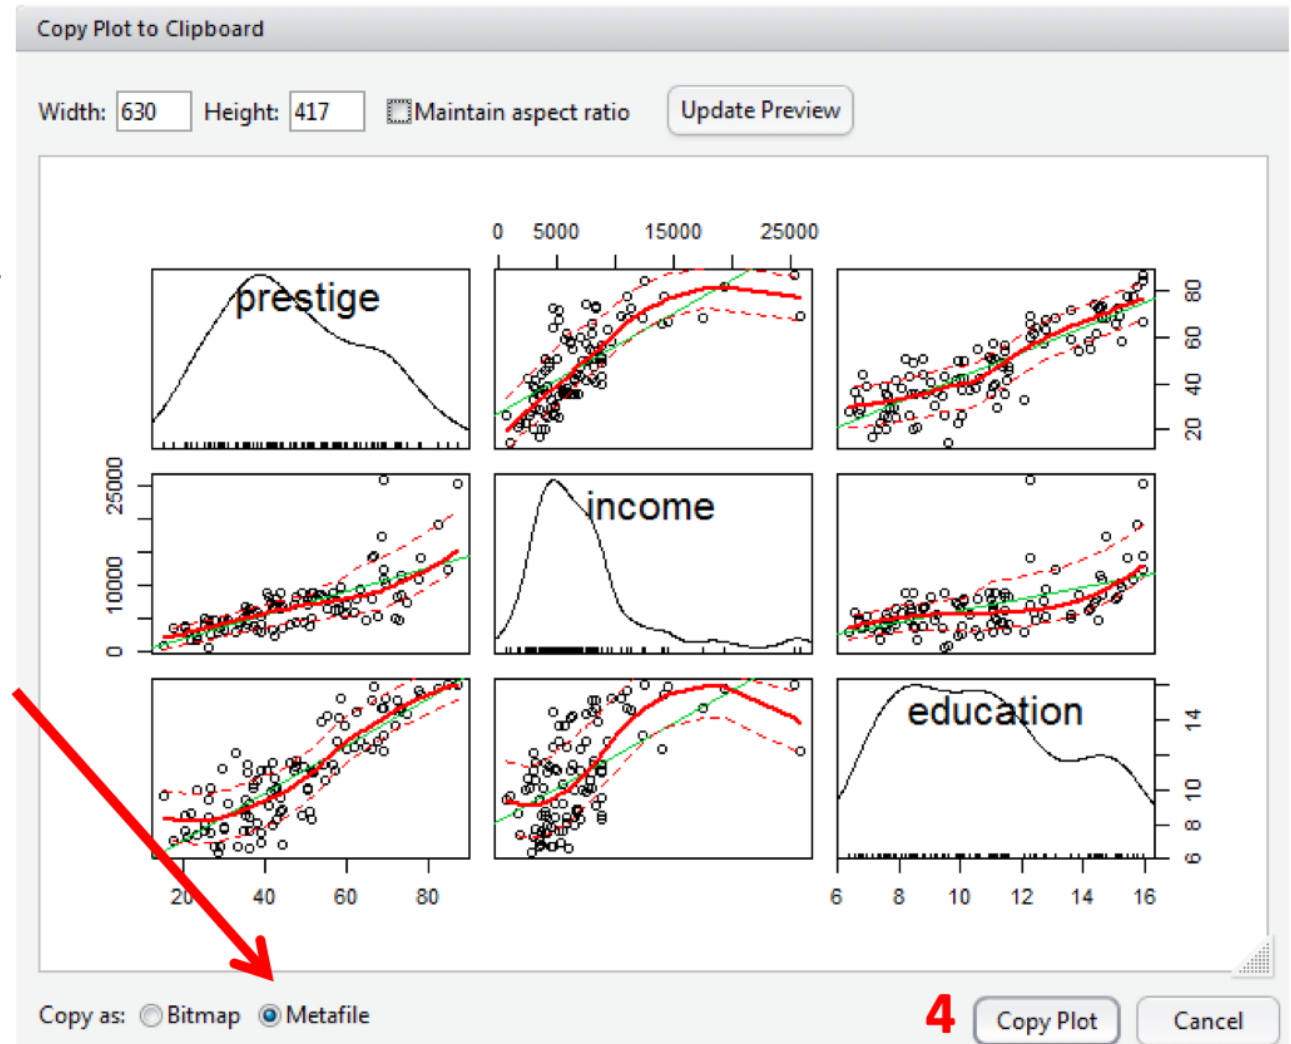 Copy Plot to Clipboard
Width: 630 Height: 417 Maintain aspect ratio Update Preview
0 5000 15000 25000
prestige
80
60
40
20
25000
10000
0
income
education
14
10
8
6
20 40 60 80
6 8 10 12 14 16
Copy as: Bitmap Metafile
4 Copy Plot Cancel